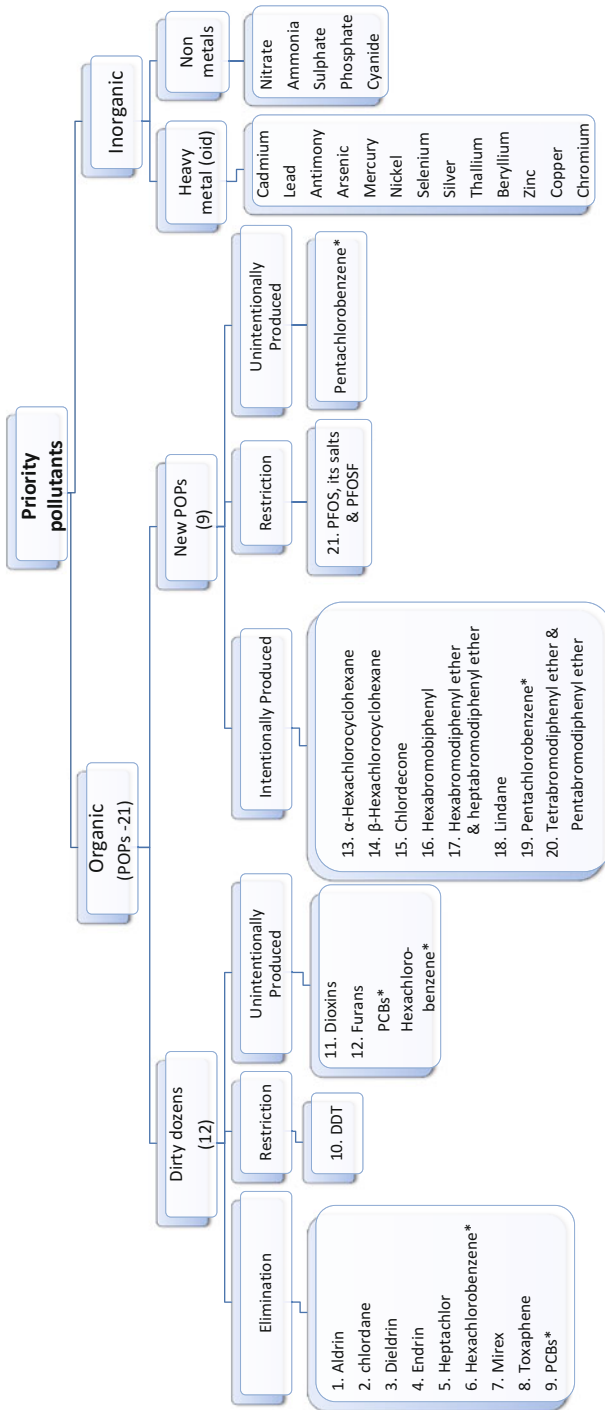 Priority
pollutants
Organic
(POPs -21)
Inorganic
Dirty dozens
(12)
New POPs
(9)
Heavy
metal (old)
Non
metals
Elimination
Restriction
Unintentionally
Produced
Intentionally Produced
Restriction
Unintentionally
Produced
1. Aldrin
2. chlordane
3. Dieldrin
4. Endrin
5. Heptachlor
6. Hexachlorobenzene*
7. Mirex
8. Toxaphene
9. PCBs*
10. DDT
11. Dioxins
12. Furans
PCBs*
Hexachloro-
benzene*
13. α-Hexachlorocyclohexane
14. β-Hexachlorocyclohexane
15. Chlordecone
16. Hexabromobiphenyl
17. Hexabromodiphenyl ether
& heptabromodiphenyl ether
18. Lindane
19. Pentachlorobenzene*
20. Tetrabromodiphenyl ether &
Pentabromodiphenyl ether
21. PFOS, its salts
& PFOSF
Pentachlorobenzene*
Cadmium
Lead
Antimony
Arsenic
Mercury
Nickel
Selenium
Silver
Thallium
Beryllium
Zinc
Copper
Chromium
Nitrate
Ammonia
Sulphate
Phosphate
Cyanide